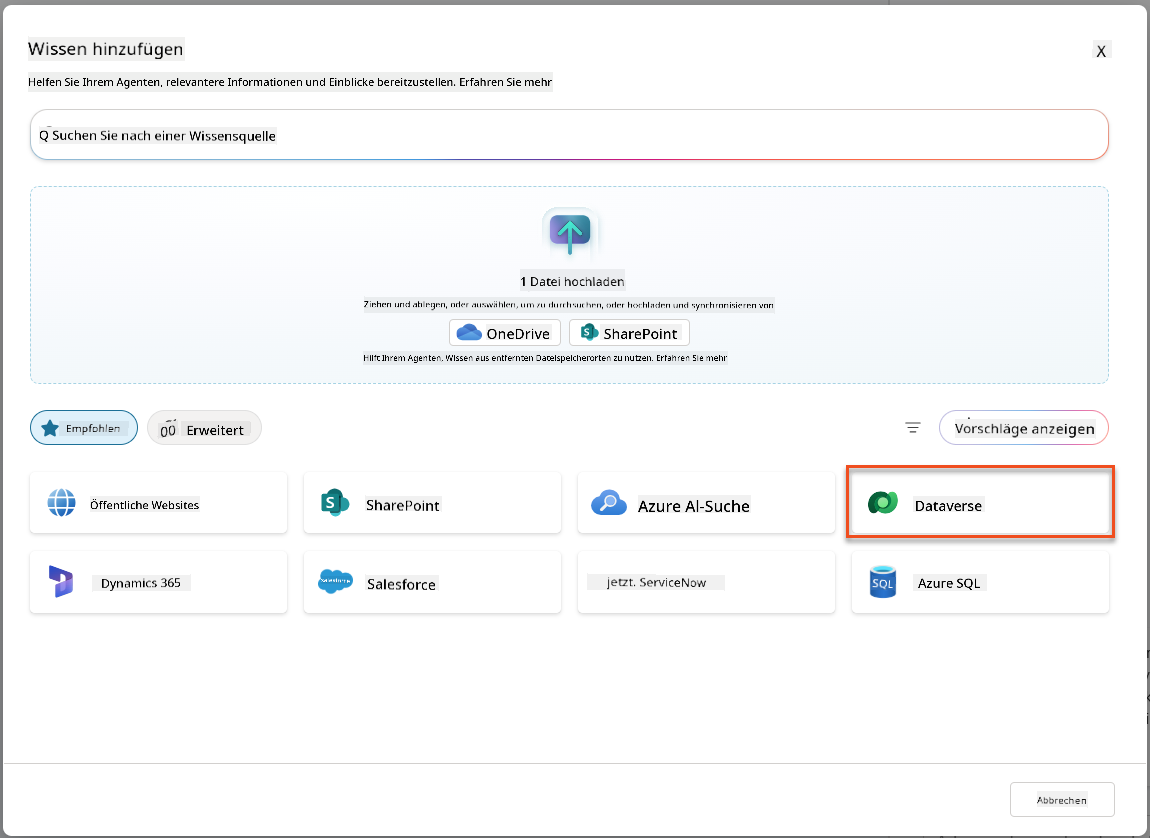 Wissen hinzufügen
X
Helfen Sie Ihrem Agenten, relevantere Informationen und Einblicke bereitzustellen. Erfahren Sie mehr
Q Suchen Sie nach einer Wissensquelle
1 Datei hochladen
Ziehen und ablegen, oder auswählen, um zu durchsuchen, oder hochladen und synchronisieren von
OneDrive
SharePoint
Hilft Ihrem Agenten, Wissen aus entfernten Dateispeicherorten zu nutzen. Erfahren Sie mehr
Empfohlen
Erweitert
Vorschläge anzeigen
Öffentliche Websites
SharePoint
Azure AI-Suche
Dataverse
Dynamics 365
Salesforce
jetzt. ServiceNow
SQL
Azure SQL
Abbrechen